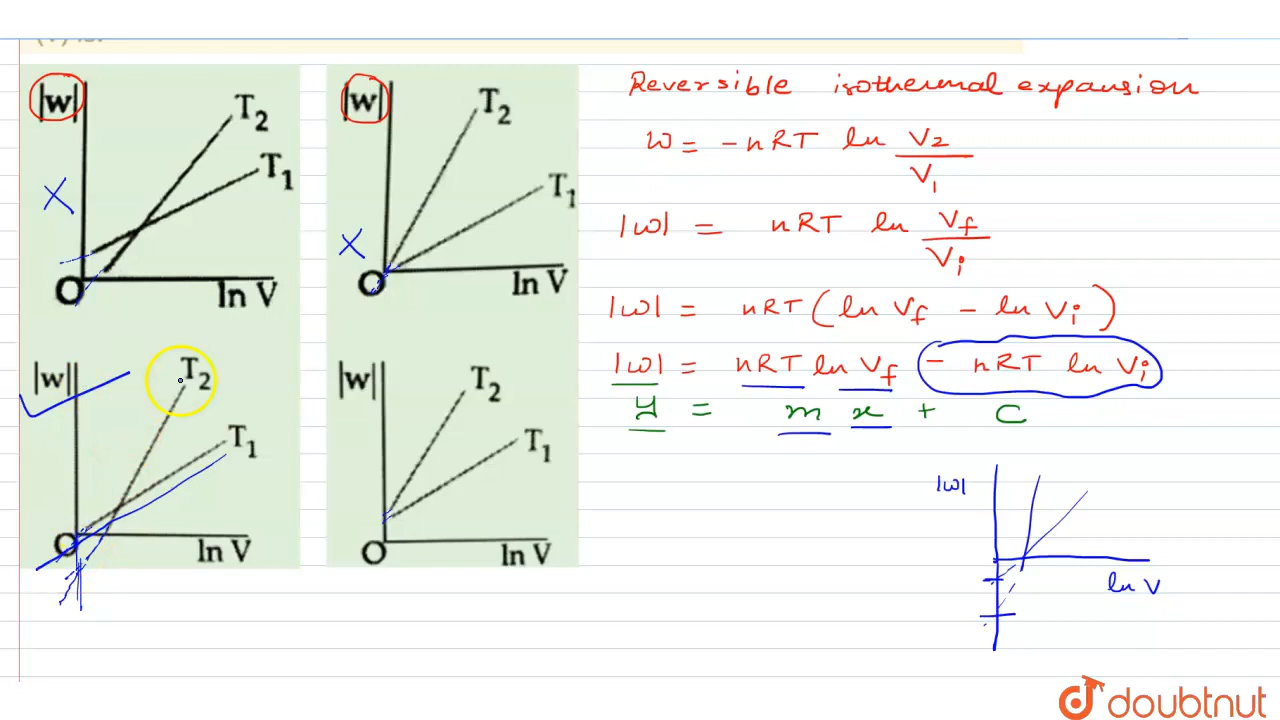 |w|
T₂
T₁
X
O
ln V
|w|
T₂
T₁
X
O
ln V
|w|
T₂
T₁
O
ln V
|w|
T₂
T₁
O
ln V
Reversible isothermal expansion
W = -nRT ln V₂/V₁
|w| = nRT ln Vf/Vi
|w| = nRT (ln Vf - ln Vi)
|w| = nRT ln Vf - nRT ln Vi
y = m x + C
|w|
ln V
doubtnut